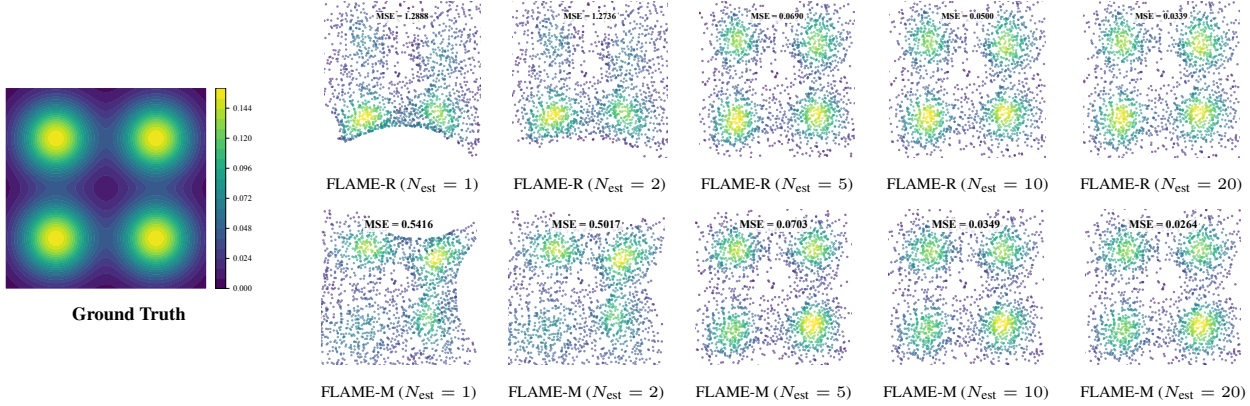 MSE = 1.2888
MSE = 1.2736
MSE = 0.0690
MSE = 0.0500
MSE = 0.0339
FLAME-R (N_est = 1)
FLAME-R (N_est = 2)
FLAME-R (N_est = 5)
FLAME-R (N_est = 10)
FLAME-R (N_est = 20)
0.144
0.120
0.096
0.072
0.048
0.024
0.000
Ground Truth
MSE = 0.5416
MSE = 0.5017
MSE = 0.0703
MSE = 0.0349
MSE = 0.0264
FLAME-M (N_est = 1)
FLAME-M (N_est = 2)
FLAME-M (N_est = 5)
FLAME-M (N_est = 10)
FLAME-M (N_est = 20)